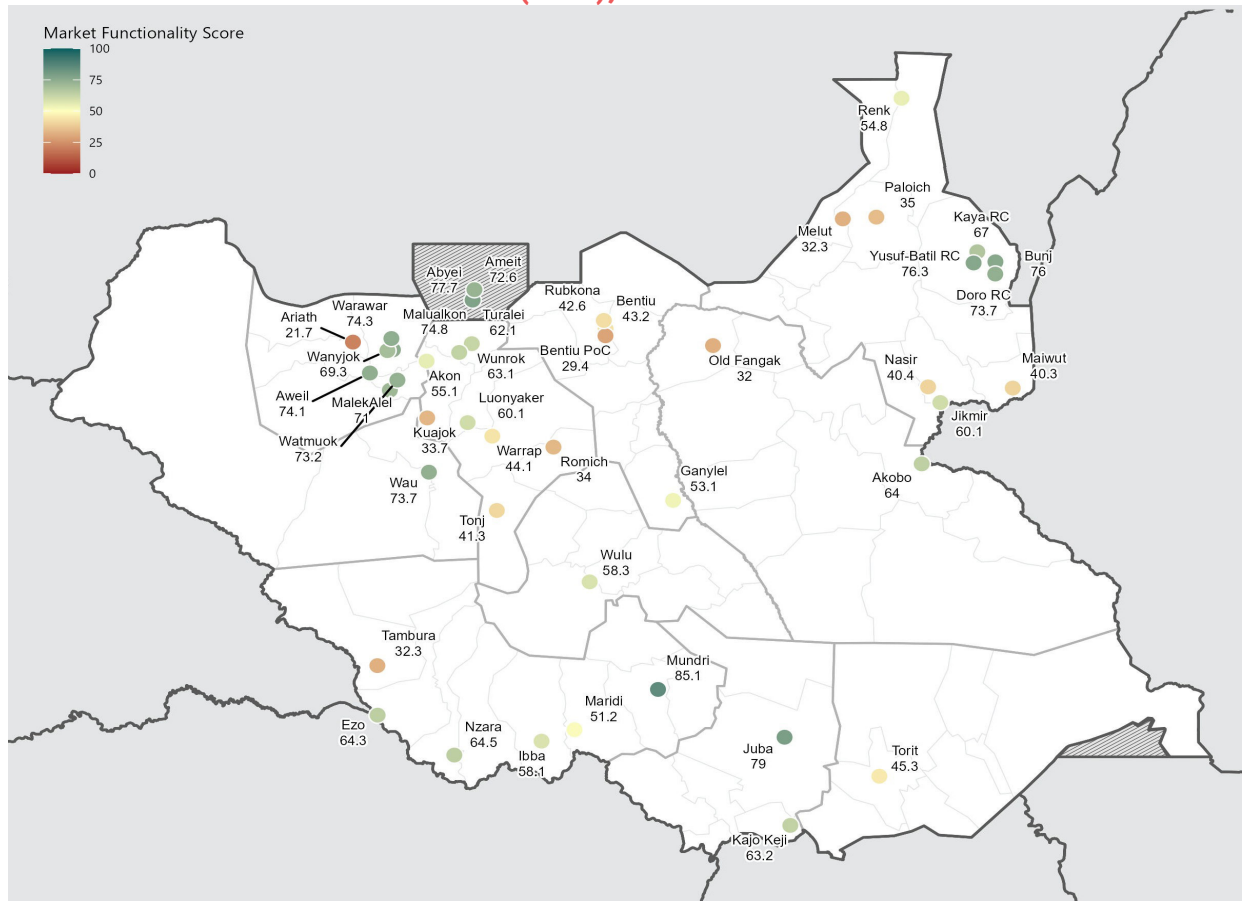 Market Functionality Score
100
75
50
25
0
Renk
54.8
Paloich
35
Melut
32.3
Kaya RC
67
Yusuf-Batil RC
76.3
Bunj
76
Doro RC
73.7
Ameit
72.6
Abyei
77.7
Rubkona
42.6
Bentiu
43.2
Bentiu PoC
29.4
Warawar
74.3
Malualkon
74.8
Turalei
62.1
Ariath
21.7
Wanyjok
69.3
Wunrok
63.1
Akon
55.1
Old Fangak
32
Nasir
40.4
Maiwut
40.3
Aweil
74.1
MalekAlel
71
Luonyaker
60.1
Jikmir
60.1
Watmuok
73.2
Kuajok
33.7
Warrap
44.1
Romich
34
Ganylel
53.1
Akobo
64
Wau
73.7
Tonj
41.3
Wulu
58.3
Tambura
32.3
Mundri
85.1
Maridi
51.2
Ezo
64.3
Nzara
64.5
Ibba
58.1
Juba
79
Torit
45.3
Kajo Keji
63.2